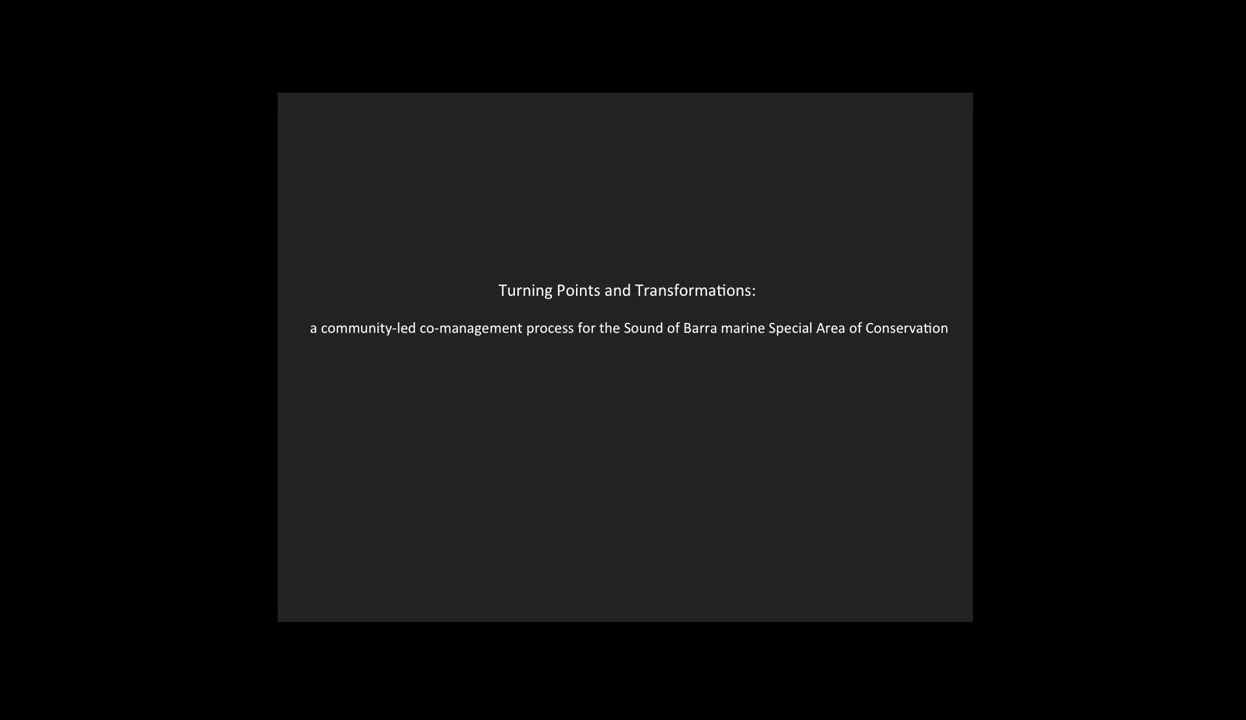 Turning Points and Transformations:
a community-led co-management process for the Sound of Barra marine Special Area of Conservation